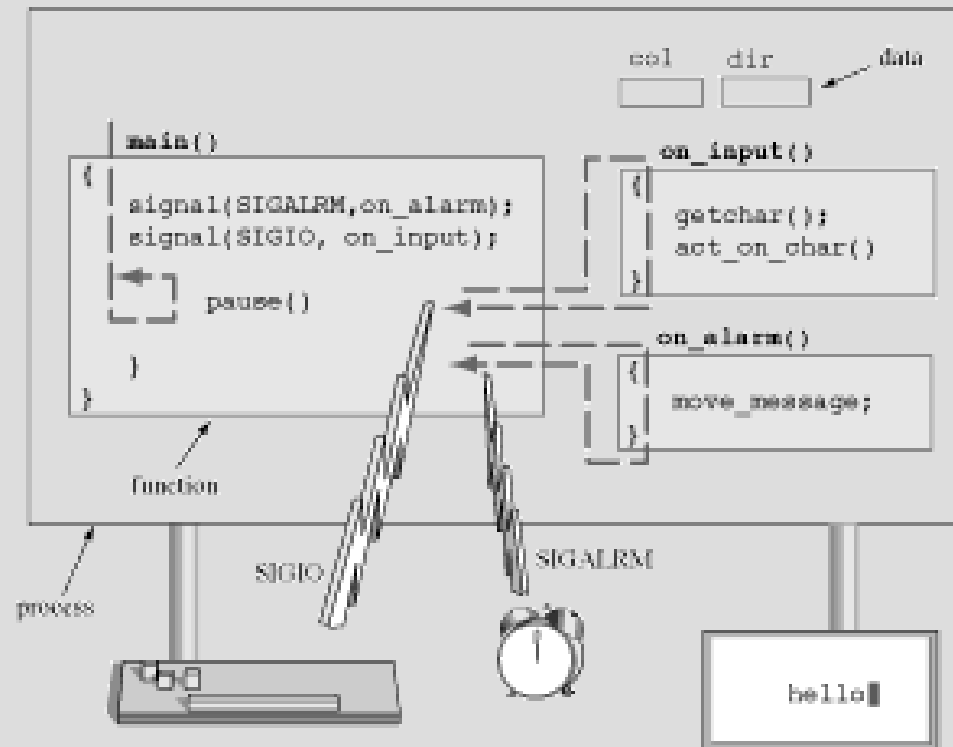 col dir data
main()
{
signal(SIGALRM,on_alarm);
signal(SIGIO, on_input);
pause()
}
}
on_input()
{
getchar();
act_on_char()
}
on_alarm()
{
move_message;
}
function
process
SIGIO
SIGALRM
hello